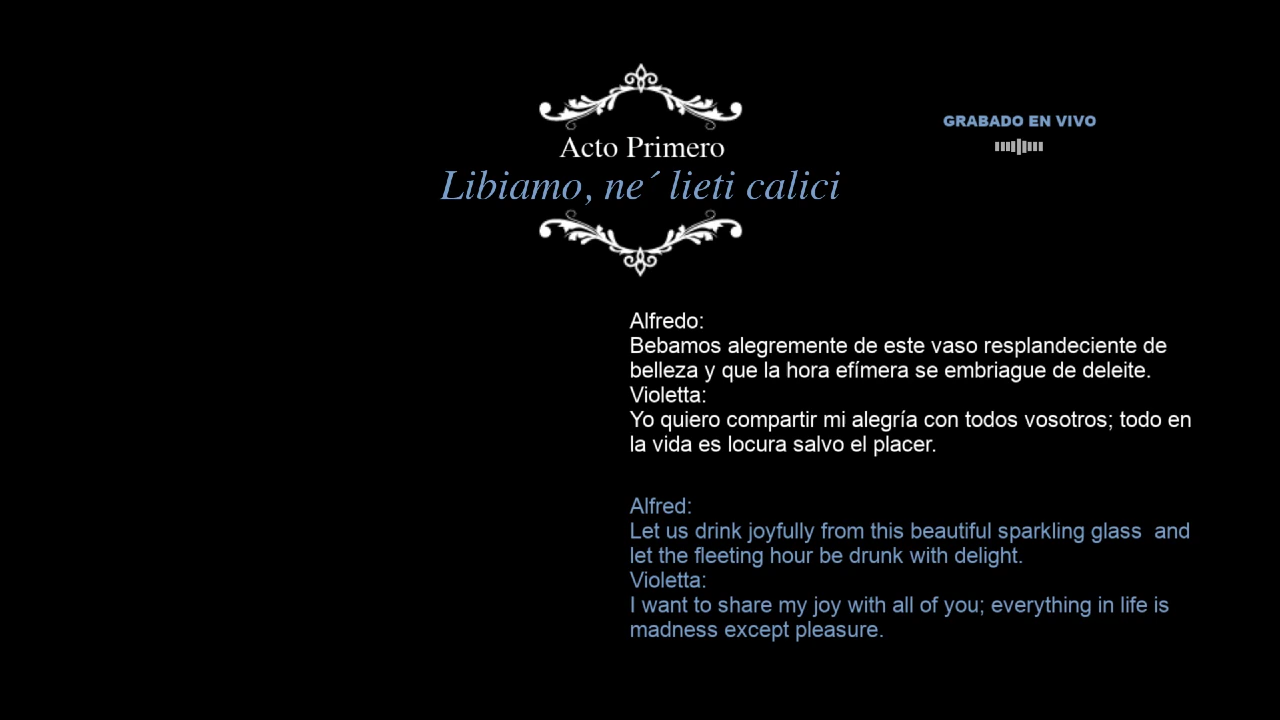 Acto Primero
Libiamo, ne´ lieti calici
GRABADO EN VIVO
Alfredo:
Bebamos alegremente de este vaso resplandeciente de
belleza y que la hora efímera se embriague de deleite.
Violetta:
Yo quiero compartir mi alegría con todos vosotros; todo en
la vida es locura salvo el placer.
Alfred:
Let us drink joyfully from this beautiful sparkling glass  and
let the fleeting hour be drunk with delight.
Violetta:
I want to share my joy with all of you; everything in life is
madness except pleasure.